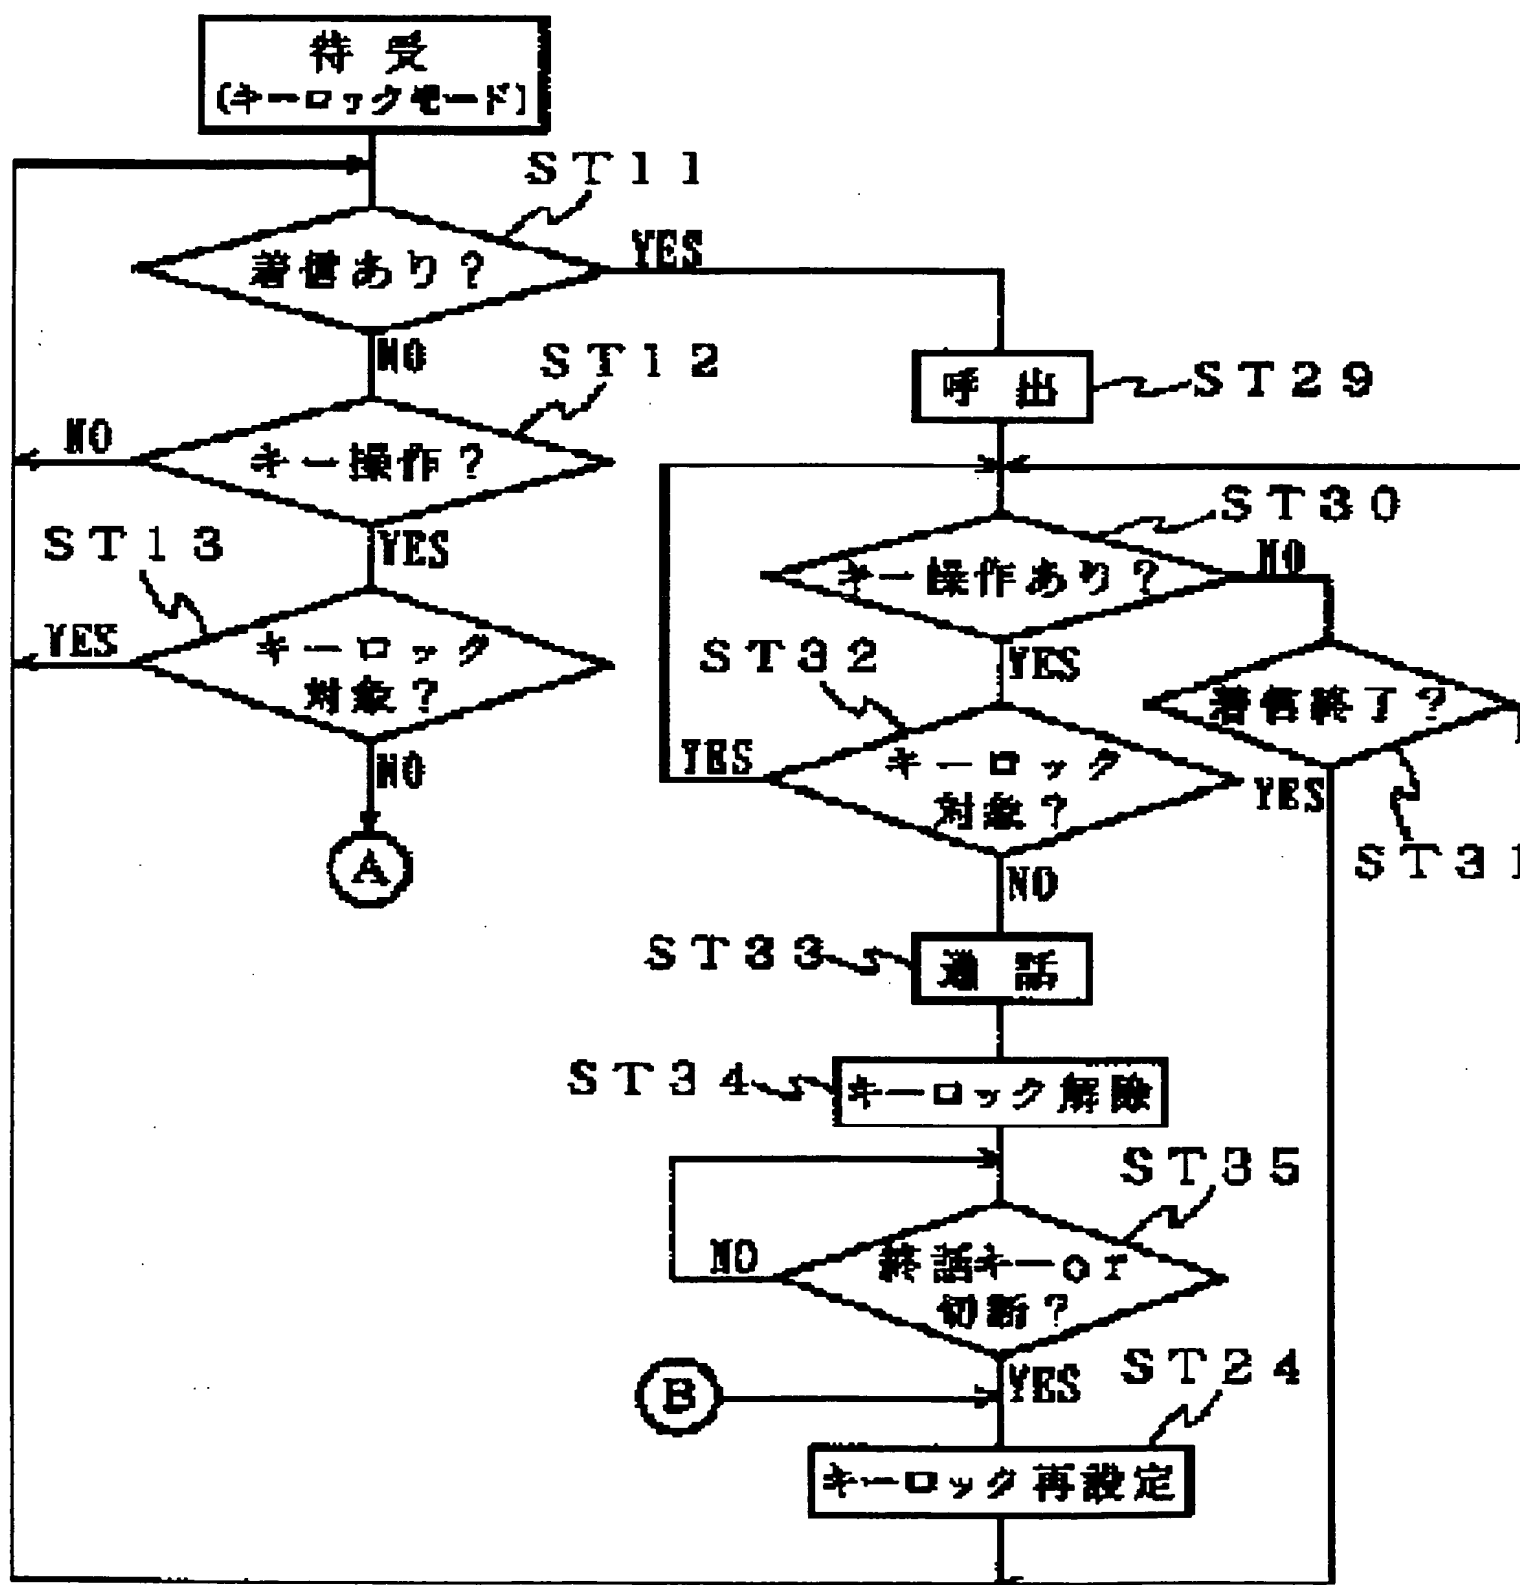 待受
(キーロックモード)
ST11
着信あり?
YES
NO
ST12
キー操作?
NO
YES
ST13
キーロック
対象?
YES
NO
A
呼出
ST29
ST30
キー操作あり?
NO
YES
着信終了?
YES
ST31
ST32
キーロック
対象?
YES
NO
ST33
通話
ST34
キーロック解除
ST35
終話キーor
切断?
NO
YES
B
ST24
キーロック再設定